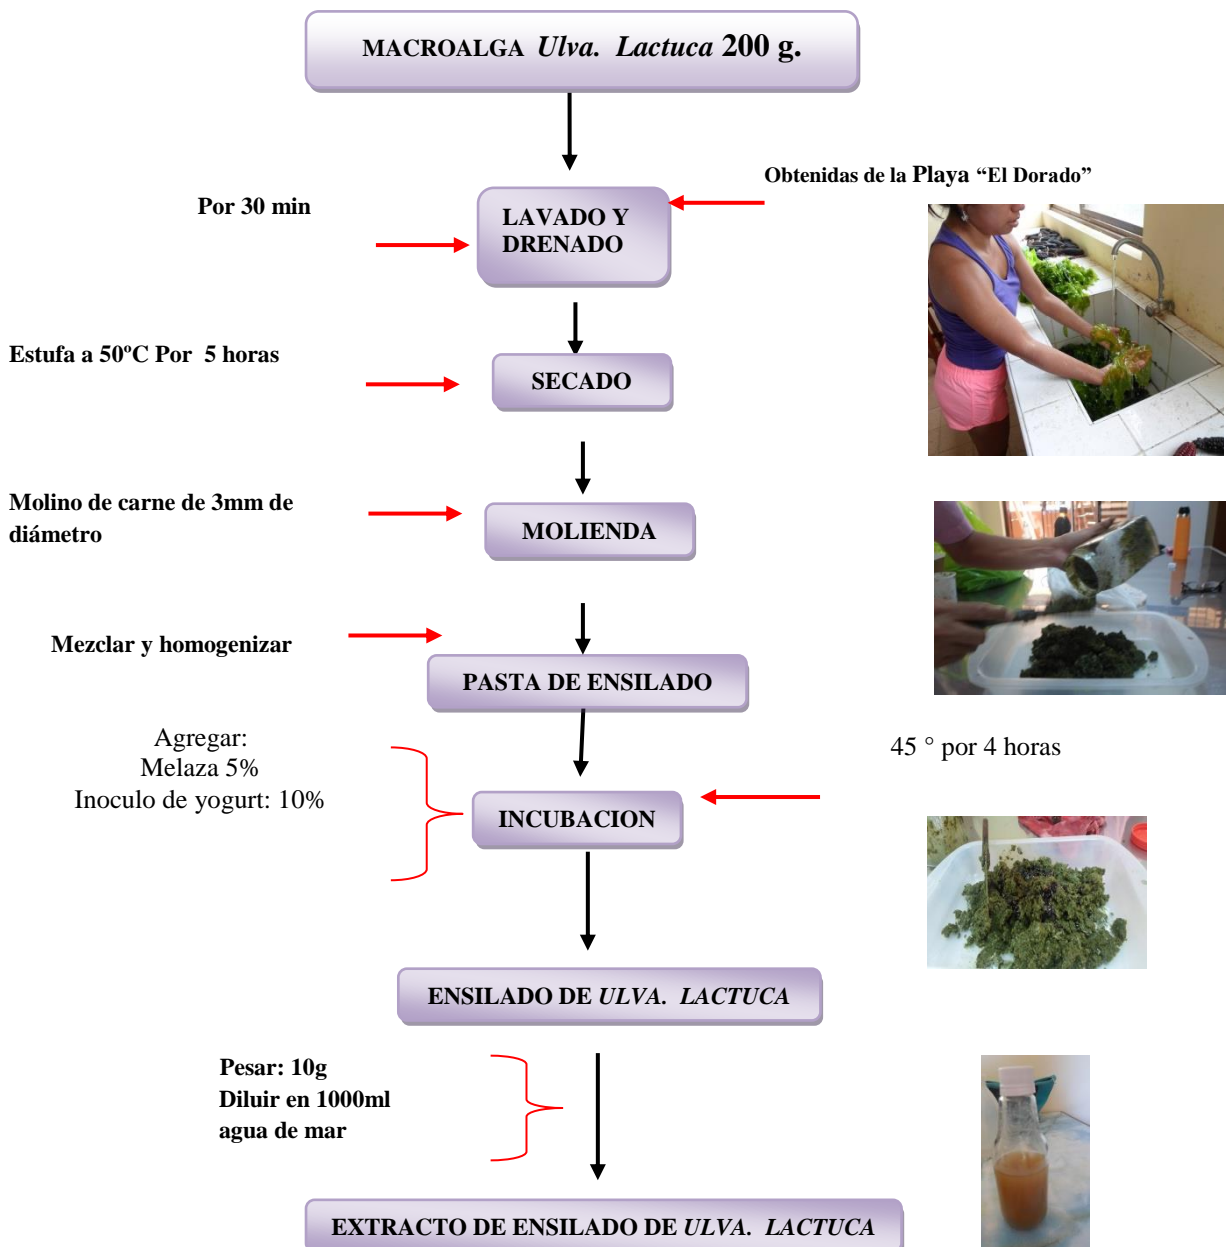 MACROALGA Ulva. Lactuca 200 g.
Obtenidas de la Playa “El Dorado”
Por 30 min
LAVADO Y
DRENADO
Estufa a 50ºC Por 5 horas
SECADO
Molino de carne de 3mm de
diámetro
MOLIENDA
Mezclar y homogenizar
PASTA DE ENSILADO
Agregar:
Melaza 5%
Inoculo de yogurt: 10%
45 ° por 4 horas
INCUBACION
ENSILADO DE ULVA. LACTUCA
Pesar: 10g
Diluir en 1000ml
agua de mar
EXTRACTO DE ENSILADO DE ULVA. LACTUCA